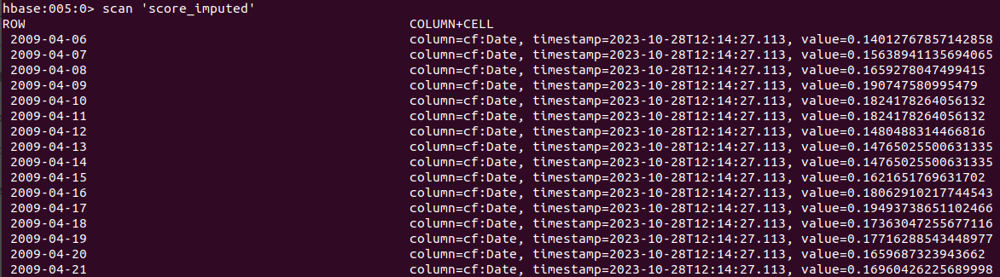 hbase:005:0> scan 'score_imputed'
ROW COLUMN+CELL
2009-04-06 column=cf:Date, timestamp=2023-10-28T12:14:27.113, value=0.14012767857142858
2009-04-07 column=cf:Date, timestamp=2023-10-28T12:14:27.113, value=0.15638941135694065
2009-04-08 column=cf:Date, timestamp=2023-10-28T12:14:27.113, value=0.1659278047499415
2009-04-09 column=cf:Date, timestamp=2023-10-28T12:14:27.113, value=0.190747580995479
2009-04-10 column=cf:Date, timestamp=2023-10-28T12:14:27.113, value=0.1824178264056132
2009-04-11 column=cf:Date, timestamp=2023-10-28T12:14:27.113, value=0.1824178264056132
2009-04-12 column=cf:Date, timestamp=2023-10-28T12:14:27.113, value=0.1480488314466816
2009-04-13 column=cf:Date, timestamp=2023-10-28T12:14:27.113, value=0.14765025500631335
2009-04-14 column=cf:Date, timestamp=2023-10-28T12:14:27.113, value=0.14765025500631335
2009-04-15 column=cf:Date, timestamp=2023-10-28T12:14:27.113, value=0.1621651769631702
2009-04-16 column=cf:Date, timestamp=2023-10-28T12:14:27.113, value=0.18062910217744543
2009-04-17 column=cf:Date, timestamp=2023-10-28T12:14:27.113, value=0.19493738651102466
2009-04-18 column=cf:Date, timestamp=2023-10-28T12:14:27.113, value=0.17363047255677116
2009-04-19 column=cf:Date, timestamp=2023-10-28T12:14:27.113, value=0.17716288543448977
2009-04-20 column=cf:Date, timestamp=2023-10-28T12:14:27.113, value=0.1659687323943662
2009-04-21 column=cf:Date, timestamp=2023-10-28T12:14:27.113, value=0.16960426225689998